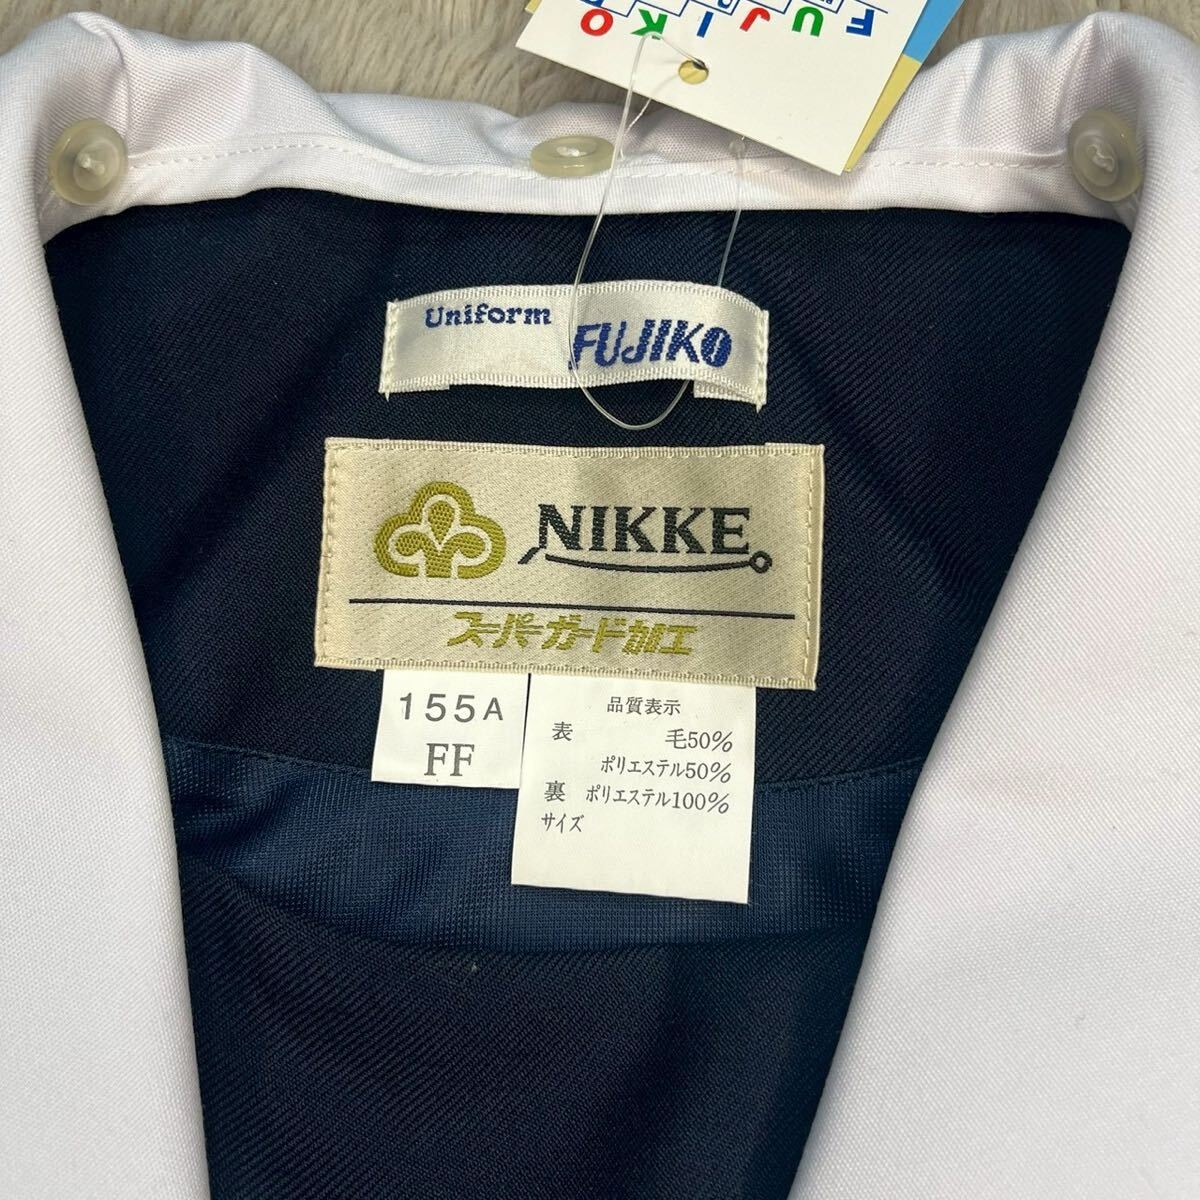 FUJIKO
Uniform
FUJIKO
NIKKE
スーパーガード加工
155A
FF
品質表示
表 毛50%
ポリエステル50%
裏 ポリエステル100%
サイズ